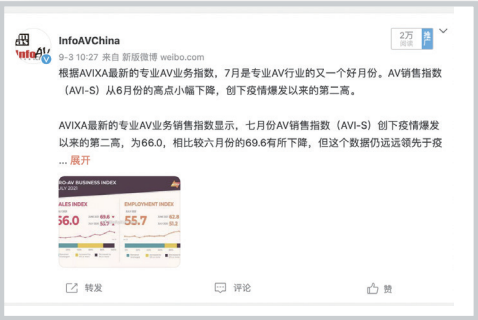 InfoAVChina
9-3 10:27 来自 新版微博 weibo.com
2万
阅读
推广
根据AVIXA最新的专业AV业务指数，7月是专业AV行业的又一个好月份。AV销售指数
（AVI-S）从6月份的高点小幅下降，创下疫情爆发以来的第二高。
AVIXA最新的专业AV业务销售指数显示，七月份AV销售指数（AVI-S）创下疫情爆发
以来的第二高，为66.0，相比较六月份的69.6有所下降，但这个数据仍远远领先于疫
... 展开
RO-AV BUSINESS INDEX
JULY 2021
ALES INDEX
EMPLOYMENT INDEX
56.0
69.6
55.7
转发
评论
赞